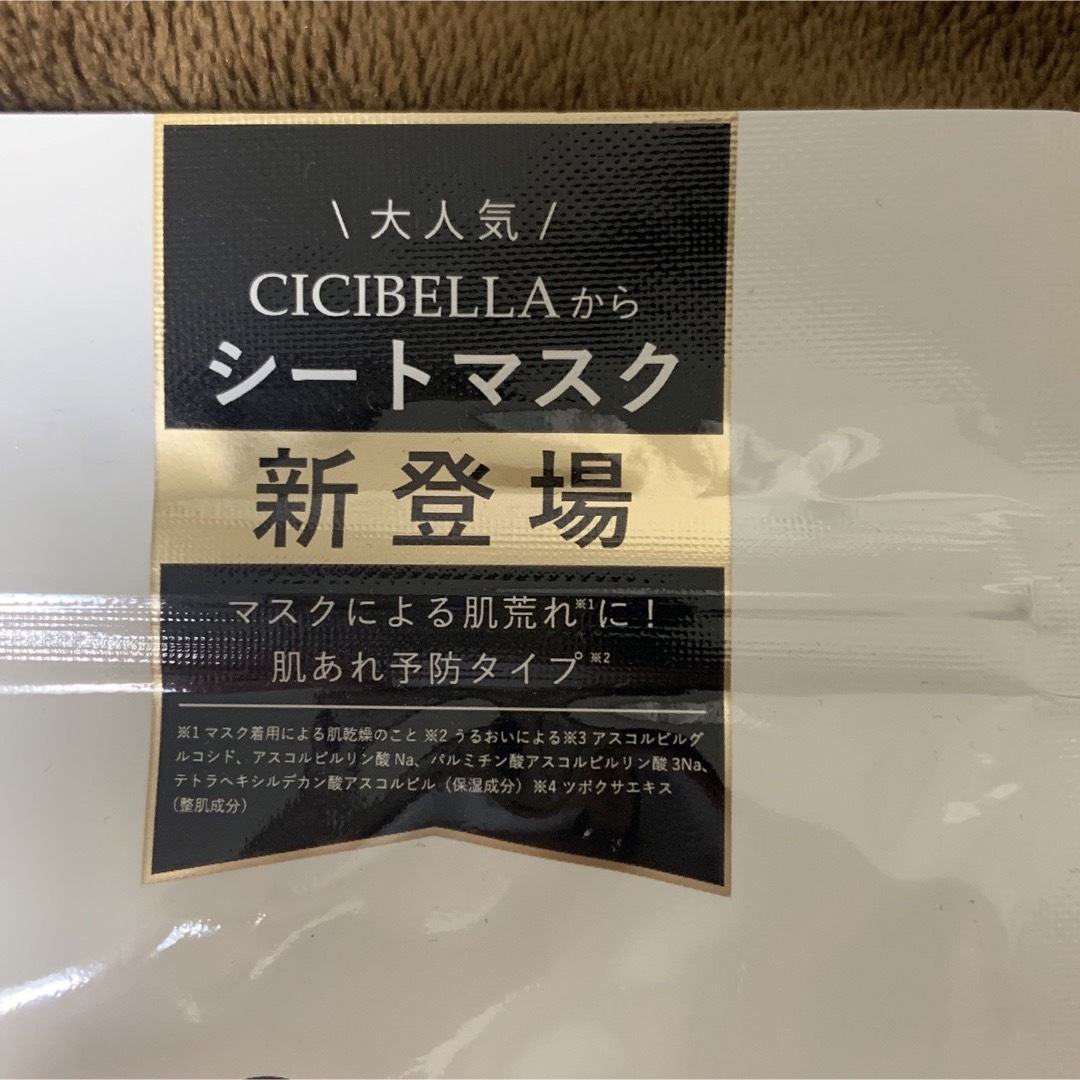 \ 大人気 /
CICIBELLAから
シートマスク
新登場
マスクによる肌荒れ※1に！
肌あれ予防タイプ※2
※1 マスク着用による肌乾燥のこと ※2 うるおいによる※3 アスコルビルグ
ルコシド、アスコルビルリン酸 Na、パルミチン酸アスコルビルリン酸 3Na、
テトラヘキシルデカン酸アスコルビル（保湿成分）※4 ツボクサエキス
（整肌成分）